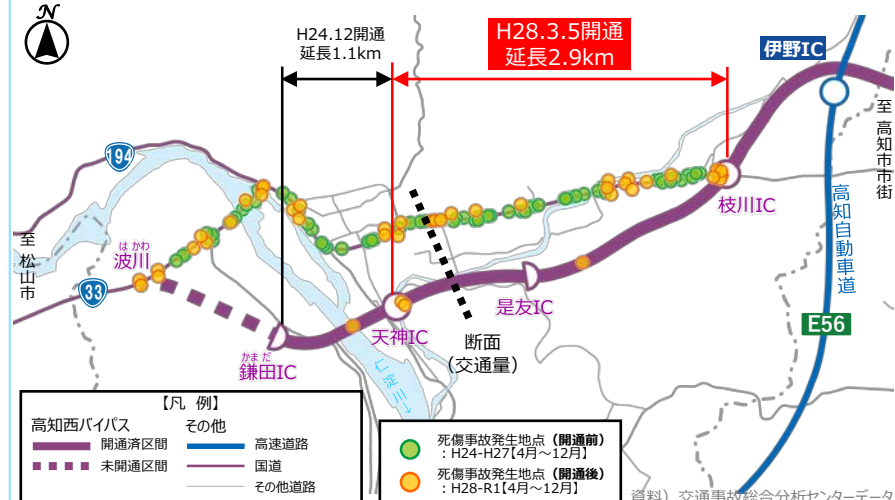 N
H24.12開通
延長1.1km
H28.3.5開通
延長2.9km
伊野IC
至 高知市市街
194
枝川IC
高知自動車道
至 松山市
はかわ
波川
33
是友IC
天神IC
断面
(交通量)
E56
かまだ
鎌田IC
仁淀川→
【凡 例】
高知西バイパス
その他
開通済区間
高速道路
未開通区間
国道
その他道路
死傷事故発生地点(開通前)
:H24-H27【4月~12月】
死傷事故発生地点(開通後)
:H28-R1【4月~12月】
資料)交通事故総合分析センターデータ